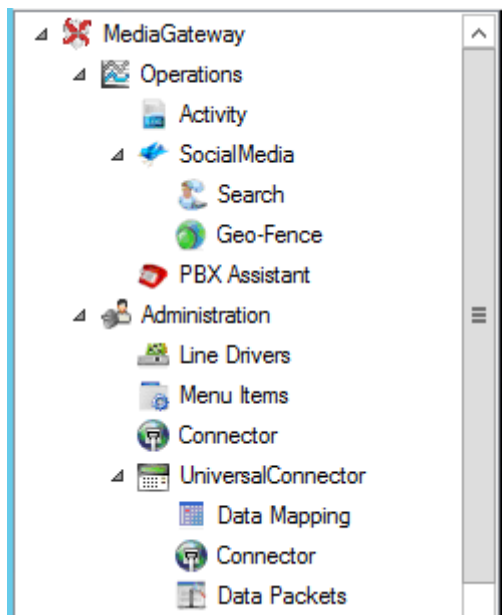 MediaGateway
Operations
Activity
SocialMedia
Search
Geo-Fence
PBX Assistant
Administration
Line Drivers
Menu Items
Connector
UniversalConnector
Data Mapping
Connector
Data Packets